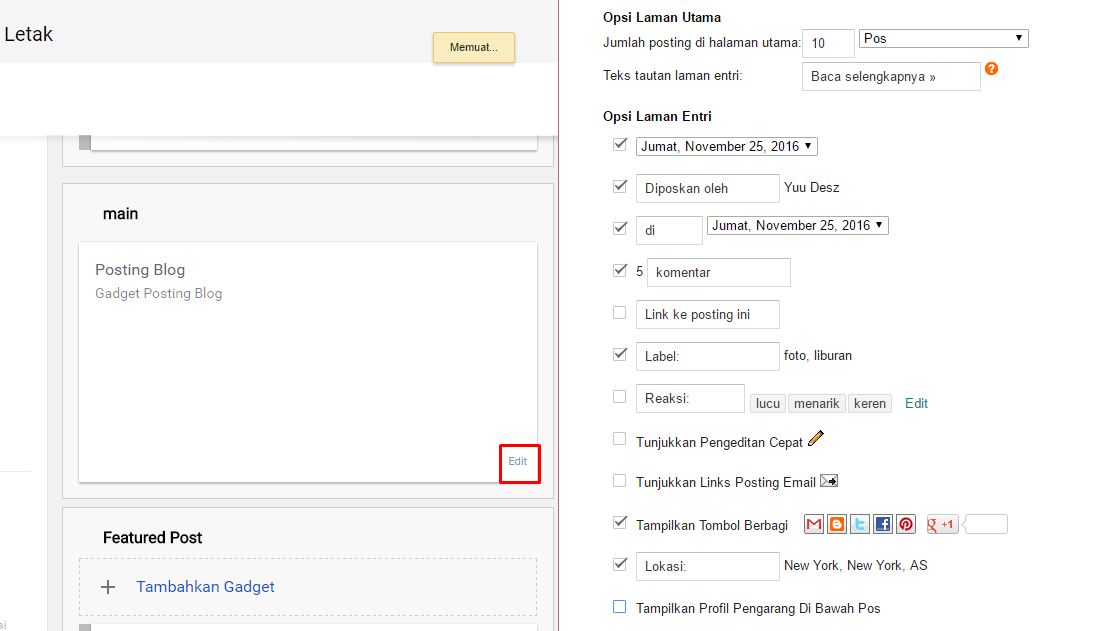 Letak
Memuat...
main
Posting Blog
Gadget Posting Blog
Edit
Featured Post
Tambahkan Gadget
si
Opsi Laman Utama
Jumlah posting di halaman utama: 10 Pos
Teks tautan laman entri: Baca selengkapnya »
Opsi Laman Entri
Jumat, November 25, 2016
Diposkan oleh Yuu Desz
di Jumat, November 25, 2016
5 komentar
Link ke posting ini
Label: foto, liburan
Reaksi: lucu menarik keren Edit
Tunjukkan Pengeditan Cepat
Tunjukkan Links Posting Email
Tampilkan Tombol Berbagi +1
Lokasi: New York, New York, AS
Tampilkan Profil Pengarang Di Bawah Pos